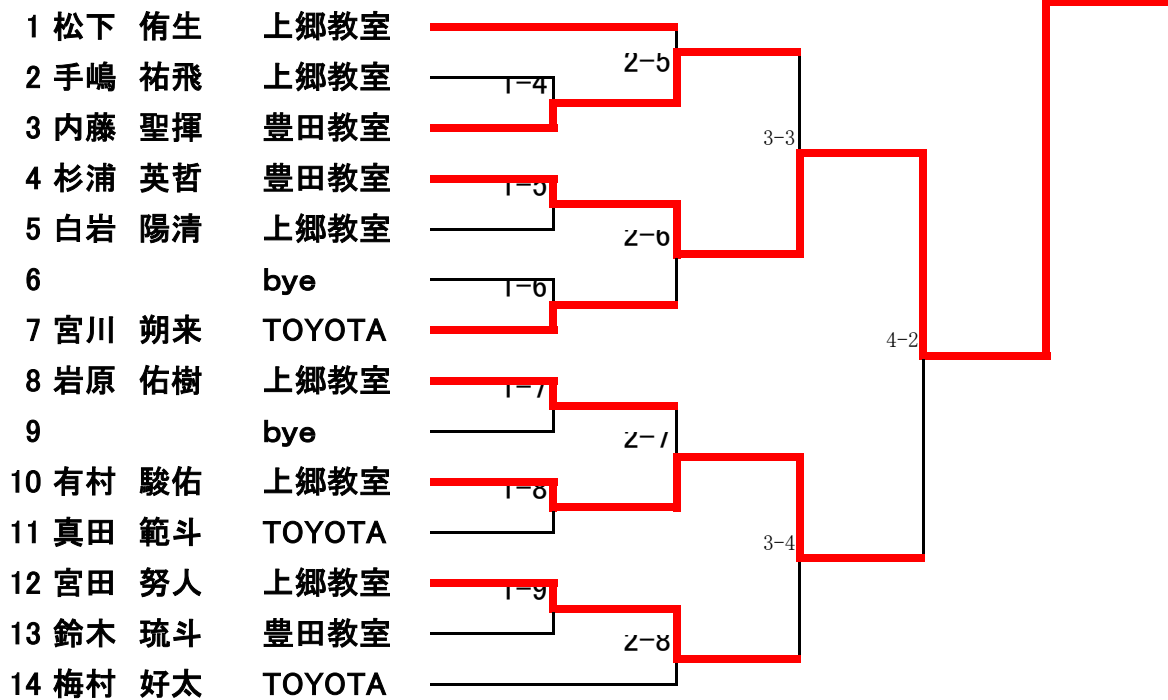 1 松下 侑生 上郷教室
2-5
2 手嶋 祐飛 上郷教室
1-4
3 内藤 聖揮 豊田教室
3-3
4 杉浦 英哲 豊田教室
1-5
5 白岩 陽清 上郷教室
2-6
6 bye
1-6
7 宮川 朔来 TOYOTA
4-2
8 岩原 佑樹 上郷教室
1-7
9 bye
2-7
10 有村 駿佑 上郷教室
1-8
11 真田 範斗 TOYOTA
3-4
12 宮田 努人 上郷教室
1-9
13 鈴木 琉斗 豊田教室
2-8
14 梅村 好太 TOYOTA